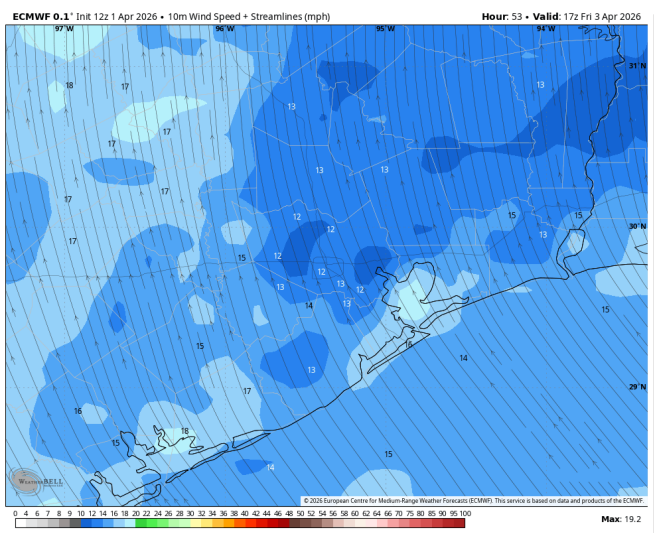 ECMWF 0.1° Init 12z 1 Apr 2026 • 10m Wind Speed + Streamlines (mph)
Hour: 53 • Valid: 17z Fri 3 Apr 2026
97°W 96°W 95°W 94°W
31°N
18 17 13 13
13
17
17
13 13
17
17
12 15 15
30°N
12
17 13
15 12
12
13 13 12
13
14 15
16
15 14
13 29°N
17
16
18
15
15
14
WeatherBELL
© 2026 European Centre for Medium-Range Weather Forecasts (ECMWF). This service is based on data and products of the ECMWF.
0 2 4 6 7 8 9 10 11 12 14 16 18 20 22 24 26 28 30 32 34 36 38 40 42 44 46 48 50 52 54 56 58 60 62 64 66 68 70 75 80 85 90 95 100
Max: 19.2